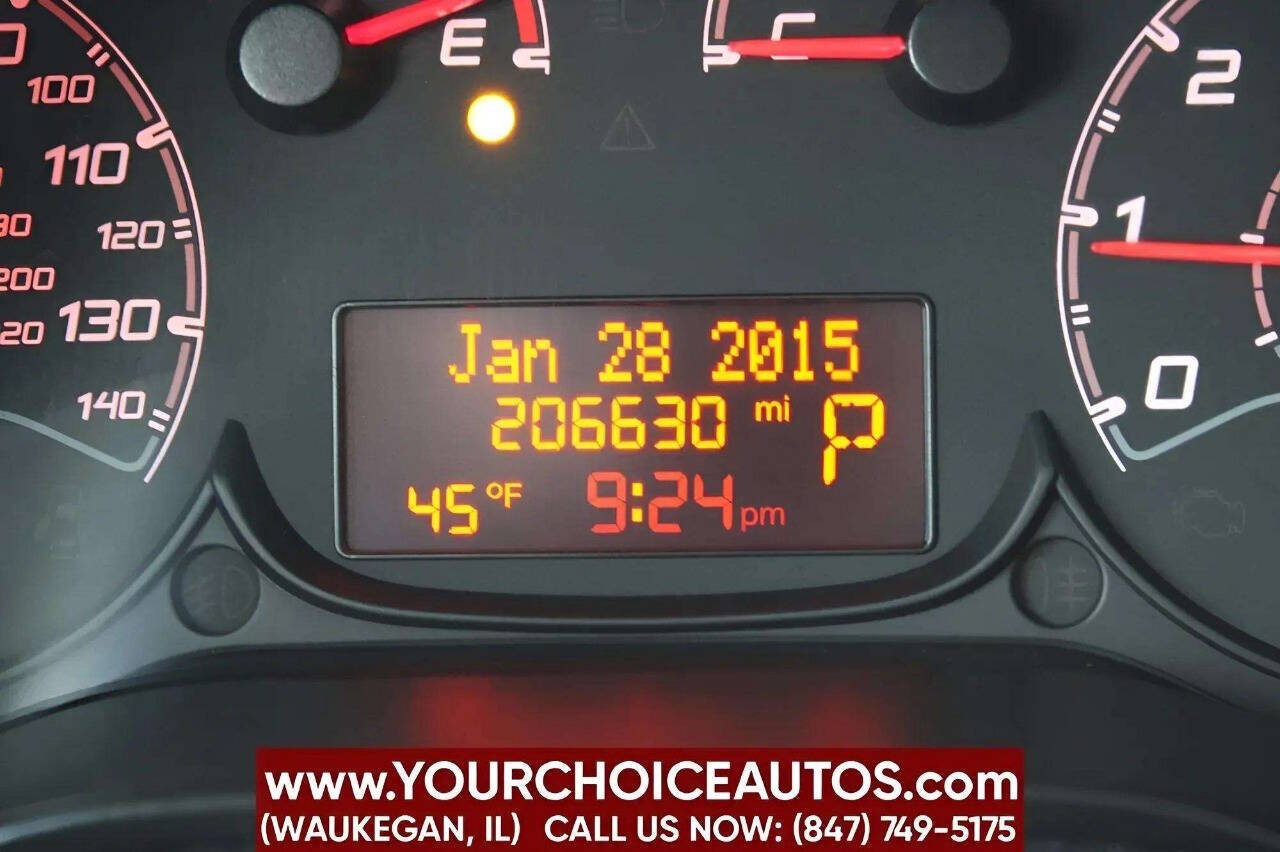 E C
2
100
110 1
120
200
130
0
140
Jan 28 2015
206630 mi P
45 °F 9:24 pm
www.YOURCHOICEAUTOS.com
(WAUKEGAN, IL) CALL US NOW: (847) 749-5175